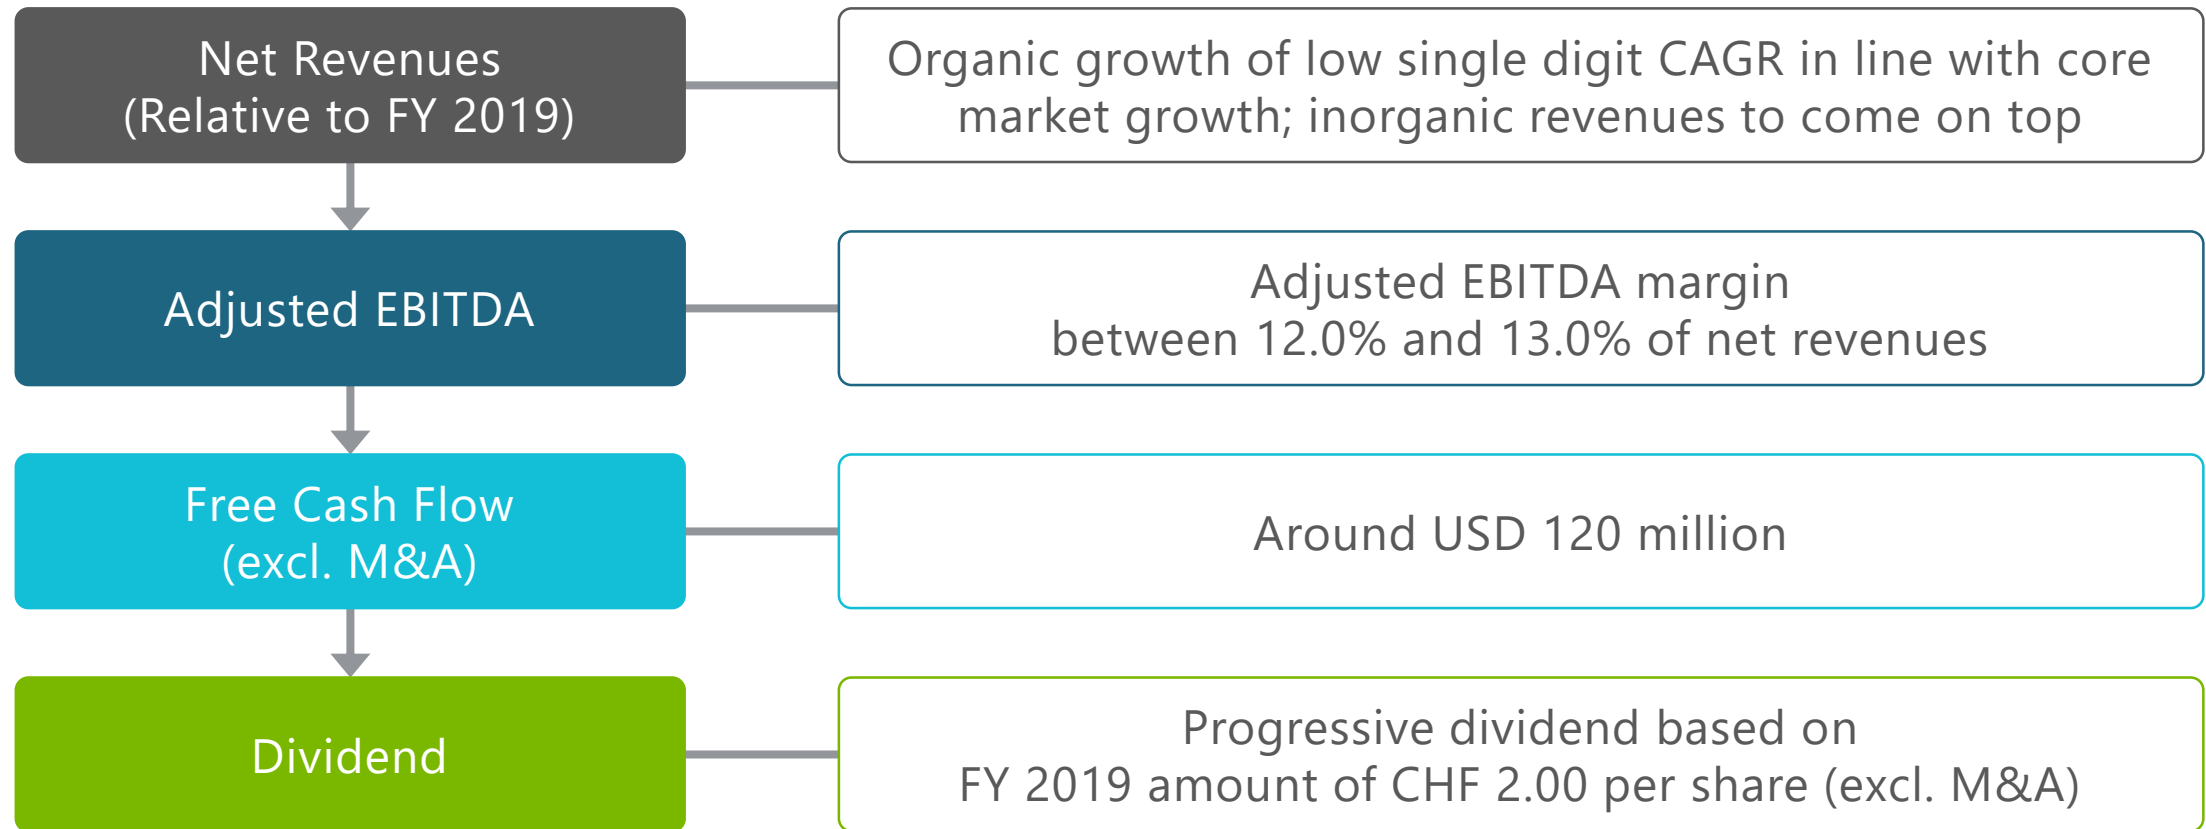 Net Revenues
(Relative to FY 2019)
Organic growth of low single digit CAGR in line with core
market growth; inorganic revenues to come on top
Adjusted EBITDA
Adjusted EBITDA margin
between 12.0% and 13.0% of net revenues
Free Cash Flow
(excl. M&A)
Around USD 120 million
Dividend
Progressive dividend based on
FY 2019 amount of CHF 2.00 per share (excl. M&A)